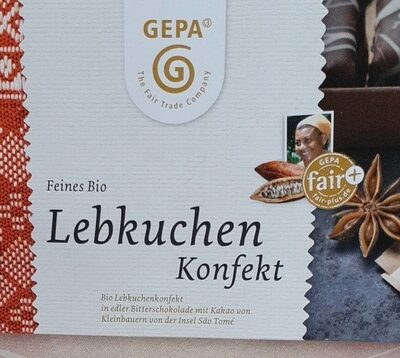 GEPA³
The Fair Trade Company
GEPA
fair+
fair-plus.de
Feines Bio
Lebkuchen
Konfekt
Bio Lebkuchenkonfekt
in edler Bitterschokolade mit Kakao von
Kleinbauern von der Insel São Tomé